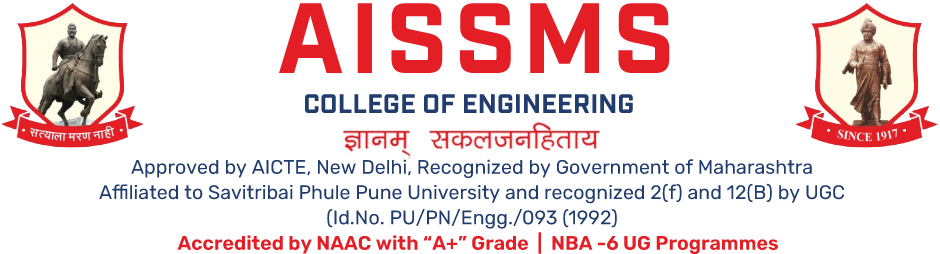 AISSMS
COLLEGE OF ENGINEERING
ज्ञानम् सकलजनहिताय
Approved by AICTE, New Delhi, Recognized by Government of Maharashtra
Affiliated to Savitribai Phule Pune University and recognized 2(f) and 12(B) by UGC
(Id.No. PU/PN/Engg./093 (1992)
Accredited by NAAC with “A+” Grade | NBA -6 UG Programmes
सत्याला मरण नाही
SINCE 1917